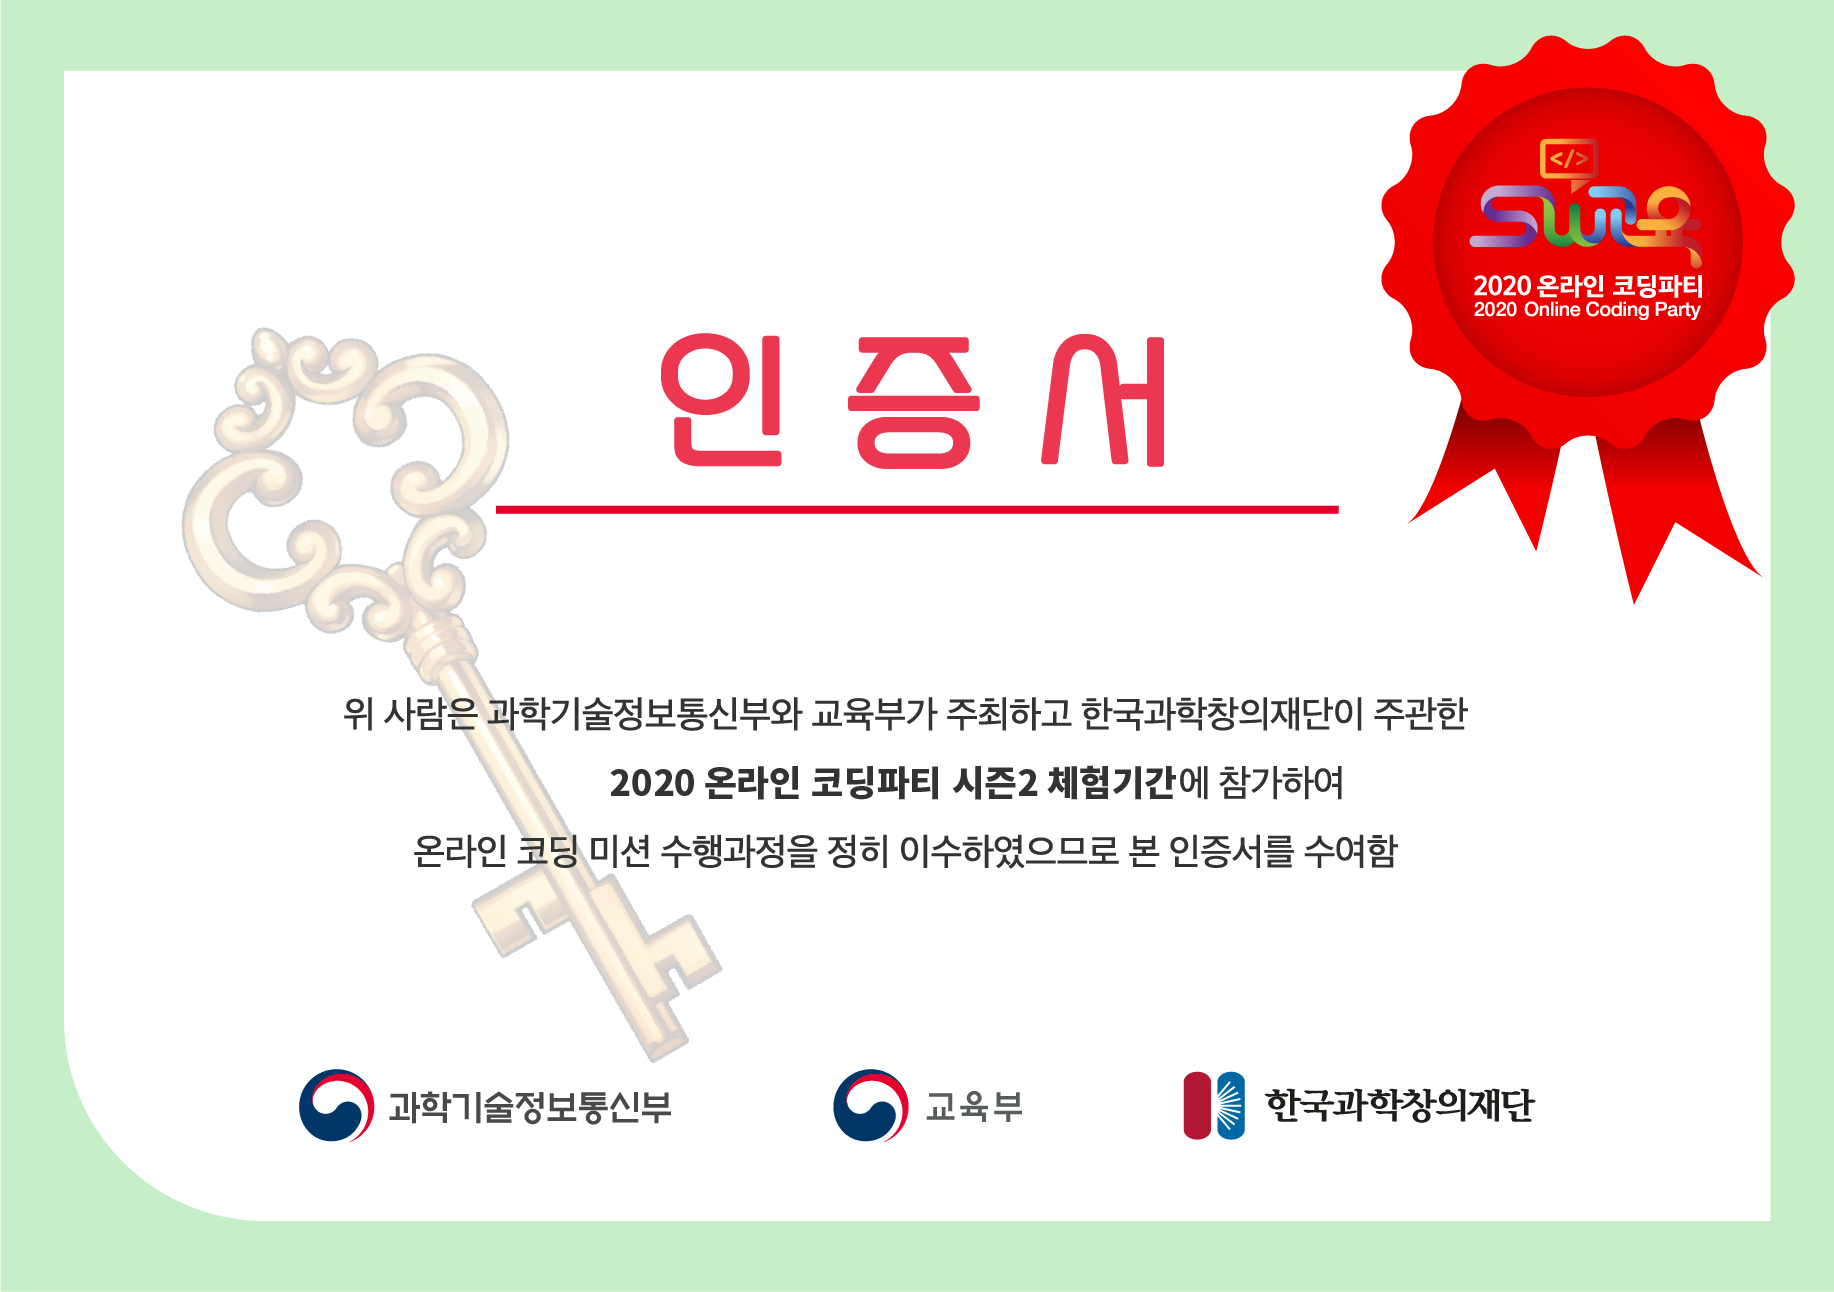 </>
SW교육
2020 온라인 코딩파티
2020 Online Coding Party
인증서
위 사람은 과학기술정보통신부와 교육부가 주최하고 한국과학창의재단이 주관한
2020 온라인 코딩파티 시즌2 체험기간에 참가하여
온라인 코딩 미션 수행과정을 정히 이수하였으므로 본 인증서를 수여함
과학기술정보통신부
교육부
한국과학창의재단